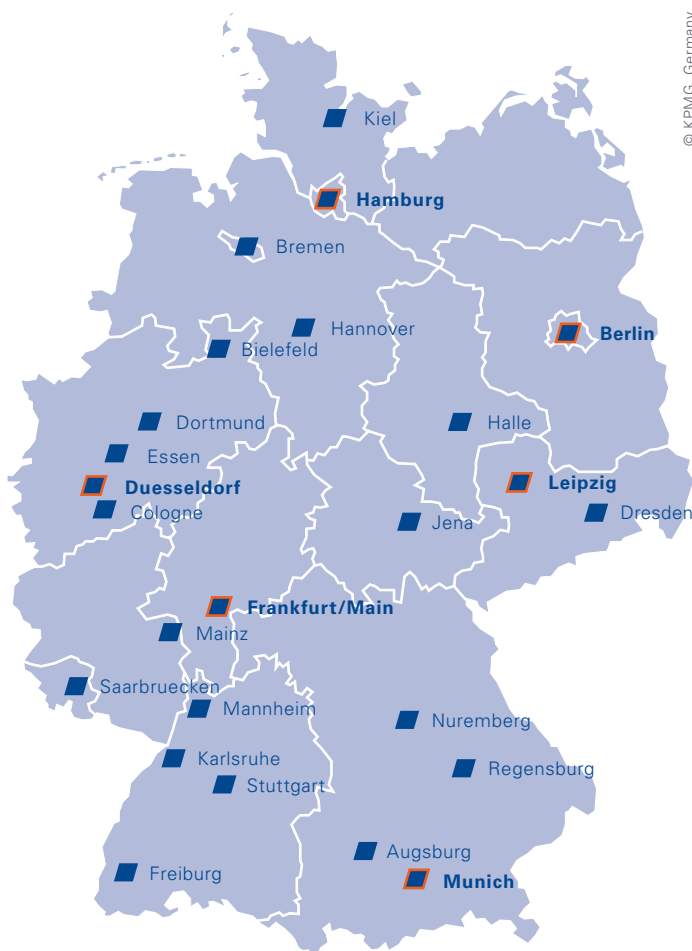 © KPMG, Germany
Kiel
Hamburg
Bremen
Hannover
Berlin
Bielefeld
Dortmund
Halle
Essen
Leipzig
Duesseldorf
Cologne
Dresden
Jena
Frankfurt/Main
Mainz
Saarbruecken
Mannheim
Nuremberg
Karlsruhe
Regensburg
Stuttgart
Augsburg
Freiburg
Munich